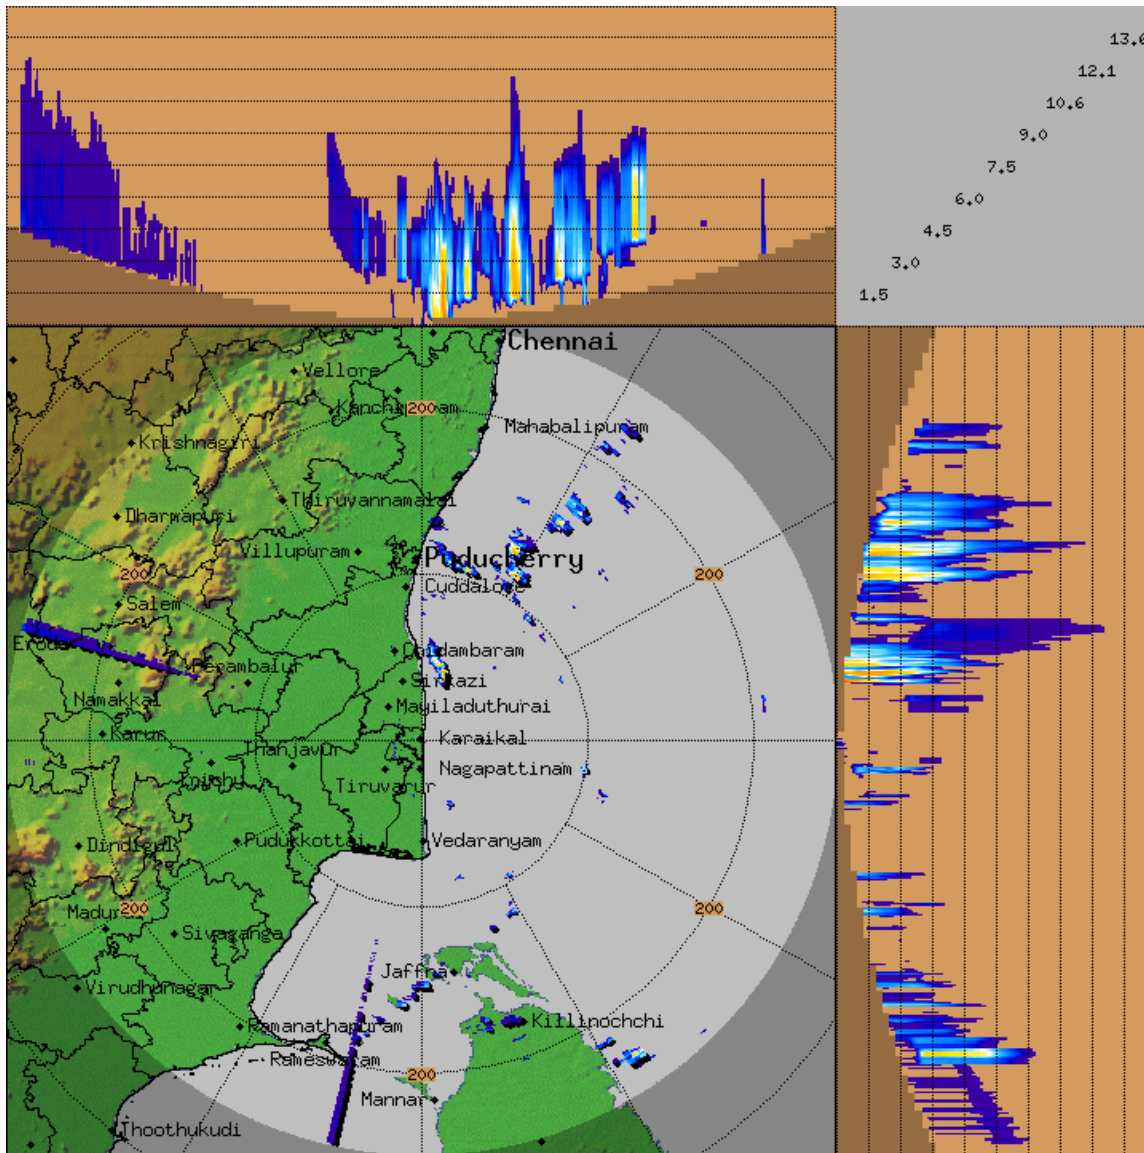 13.6
12.1
10.6
9.0
7.5
6.0
4.5
3.0
1.5
Chennai
Vellore
Kanchipuram
200
Mahabalipuram
Krishnagiri
Thiruvannamalai
Dharmapuri
Villupuram
Puducherry
200
200
Cuddalore
Salem
Erode
Chidambaram
Perambalur
Sirkazi
Namakkal
Mayiladuthurai
Karur
Karaikal
Thanjavur
Trichy
Nagapattinam
Tiruvarur
Dindigul
Pudukkottai
Vedaranyam
200
200
Madurai
Sivaganga
Jaffna
Virudhunagar
Ramanathapuram
Killinochchi
Rameswaram
200
Mannar
Thoothukudi